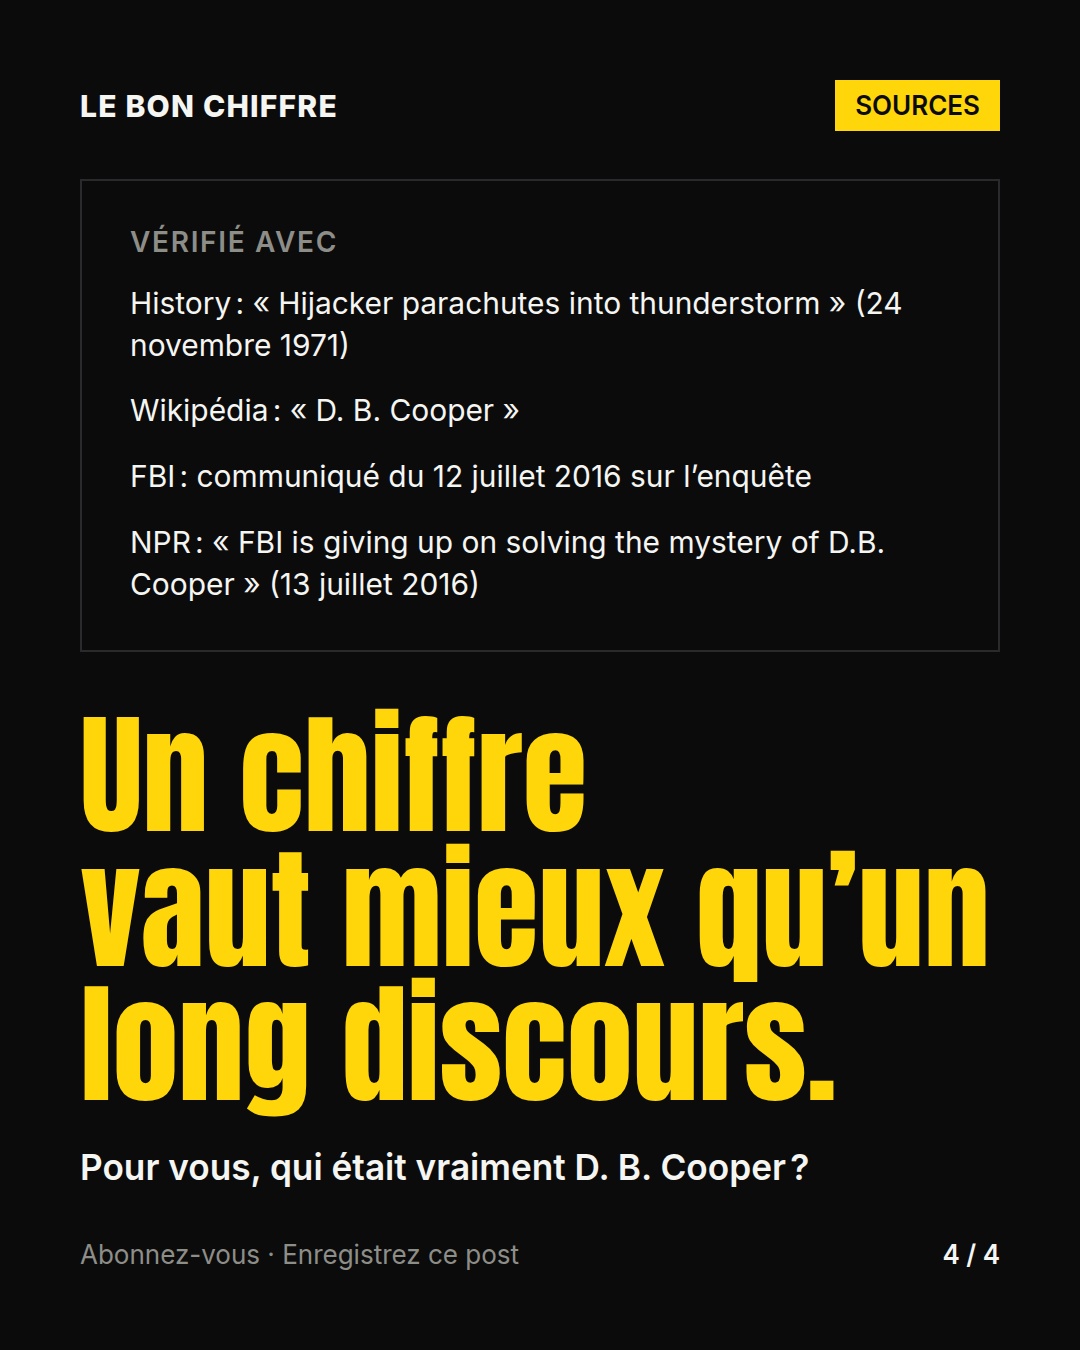 LE BON CHIFFRE
SOURCES
VÉRIFIÉ AVEC
History : « Hijacker parachutes into thunderstorm » (24
novembre 1971)
Wikipédia : « D. B. Cooper »
FBI : communiqué du 12 juillet 2016 sur l’enquête
NPR : « FBI is giving up on solving the mystery of D.B.
Cooper » (13 juillet 2016)
Un chiffre
vaut mieux qu’un
long discours.
Pour vous, qui était vraiment D. B. Cooper ?
Abonnez-vous · Enregistrez ce post
4 / 4